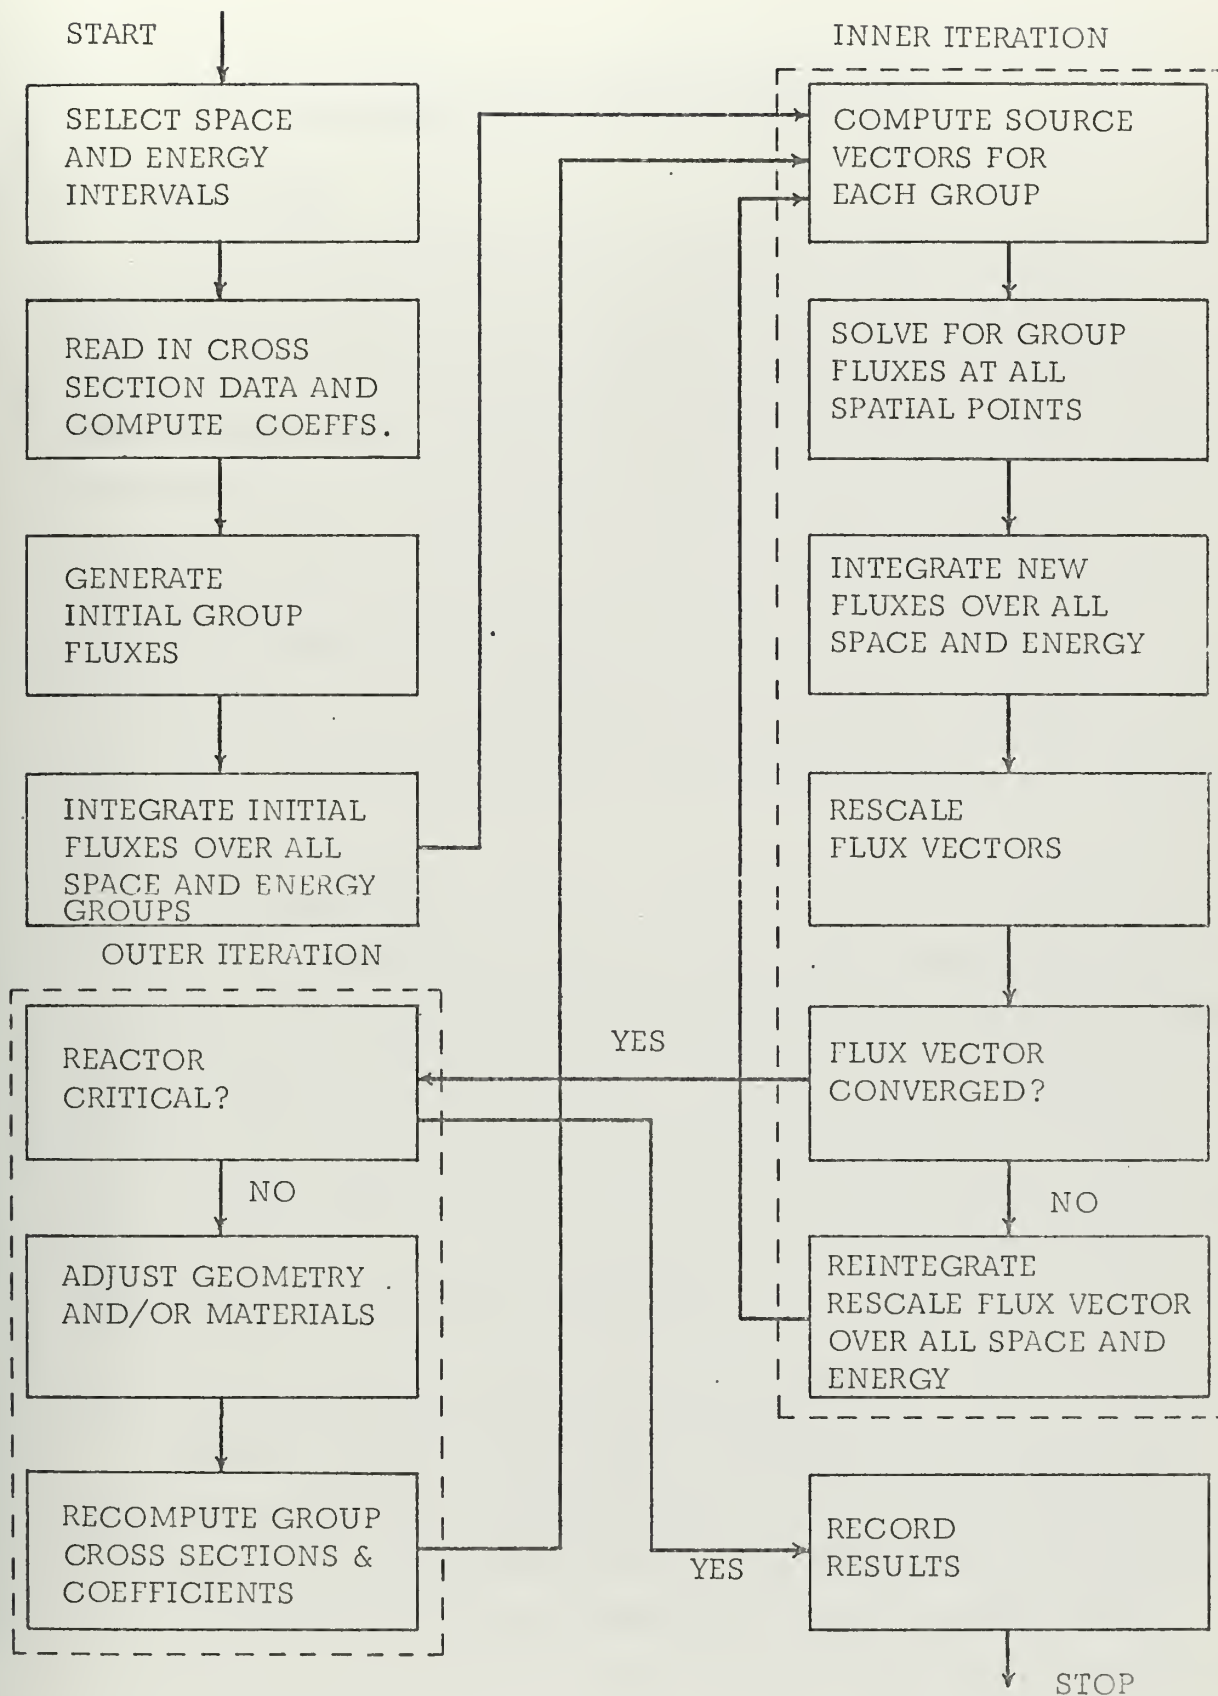 START
SELECT SPACE
AND ENERGY
INTERVALS
READ IN CROSS
SECTION DATA AND
COMPUTE COEFFS.
GENERATE
INITIAL GROUP
FLUXES
INTEGRATE INITIAL
FLUXES OVER ALL
SPACE AND ENERGY
GROUPS
INNER ITERATION
COMPUTE SOURCE
VECTORS FOR
EACH GROUP
SOLVE FOR GROUP
FLUXES AT ALL
SPATIAL POINTS
INTEGRATE NEW
FLUXES OVER ALL
SPACE AND ENERGY
RESCALE
FLUX VECTORS
FLUX VECTOR
CONVERGED?
NO
REINTEGRATE
RESCALE FLUX VECTOR
OVER ALL SPACE AND
ENERGY
YES
OUTER ITERATION
REACTOR
CRITICAL?
NO
ADJUST GEOMETRY
AND/OR MATERIALS
RECOMPUTE GROUP
CROSS SECTIONS &
COEFFICIENTS
YES
RECORD
RESULTS
STOP